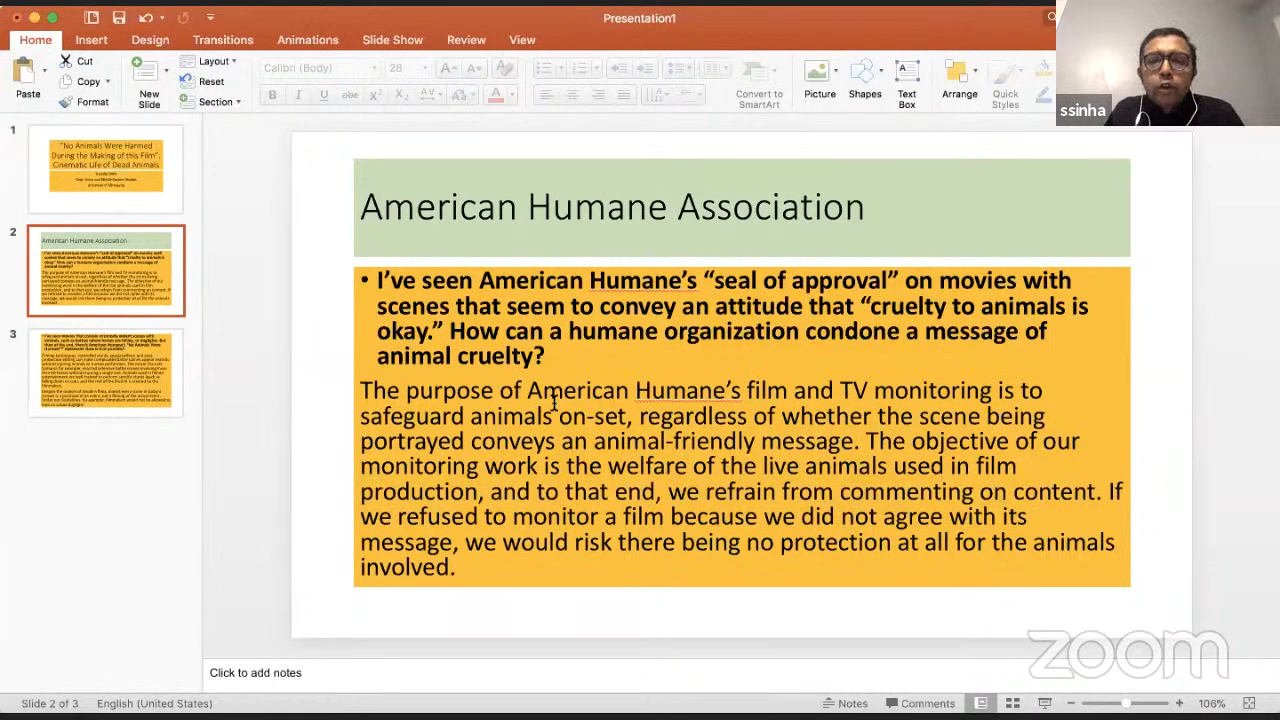 Presentation1
Home Insert Design Transitions Animations Slide Show Review View
Paste
Cut
Copy
Format
New
Slide
Layout
Reset
Section
Calibri (Body) 28
B I U abc X² X₂ AV Aa A
Convert to
SmartArt
Picture
Shapes
Text
Box
Arrange
Quick
Styles
ssinha
1
"No Animals Were Harmed
During the Making of this Film":
Cinematic Life of Dead Animals
2
American Humane Association
3
American Humane Association
• I've seen American Humane's "seal of approval" on movies with
scenes that seem to convey an attitude that "cruelty to animals is
okay." How can a humane organization condone a message of
animal cruelty?
The purpose of American Humane's film and TV monitoring is to
safeguard animals on-set, regardless of whether the scene being
portrayed conveys an animal-friendly message. The objective of our
monitoring work is the welfare of the live animals used in film
production, and to that end, we refrain from commenting on content. If
we refused to monitor a film because we did not agree with its
message, we would risk there being no protection at all for the animals
involved.
zoom
Click to add notes
Slide 2 of 3 English (United States) Notes Comments 106%